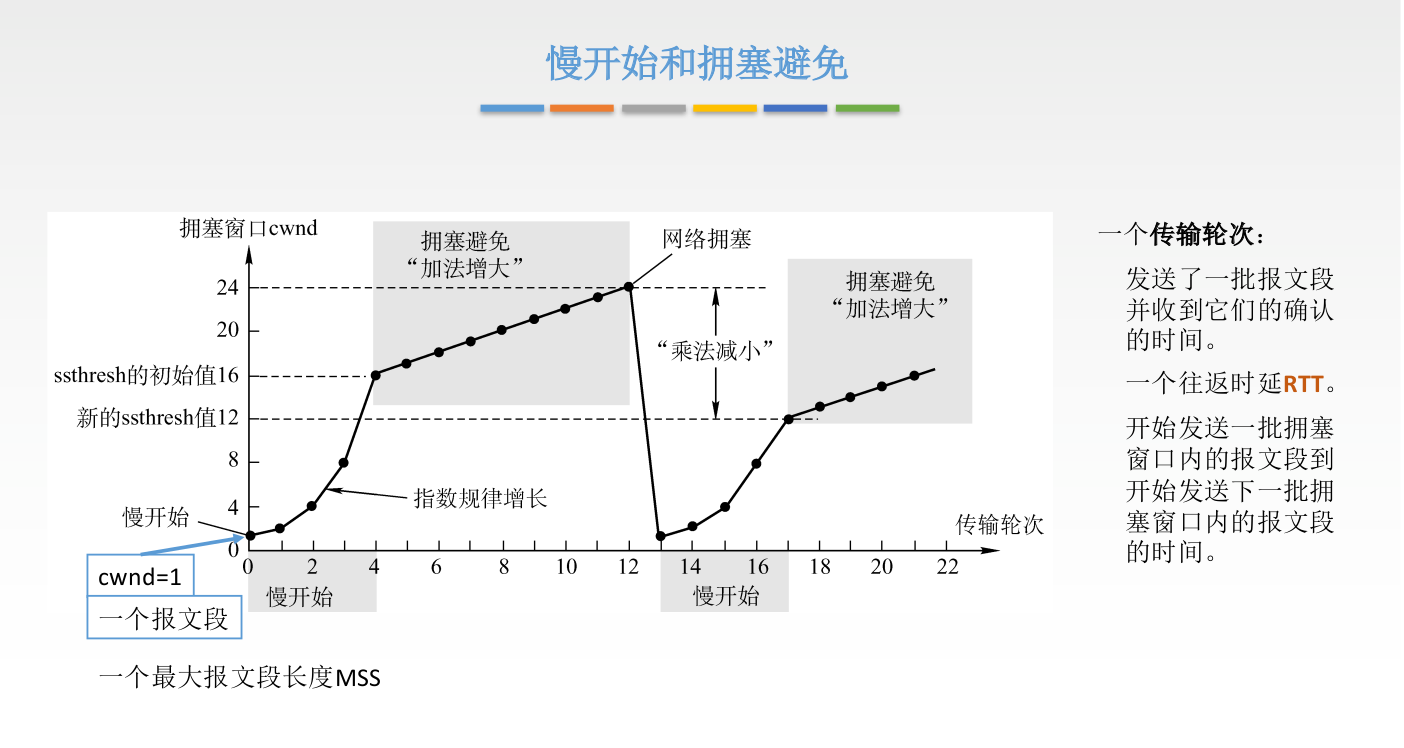 慢开始和拥塞避免
拥塞窗口cwnd
拥塞避免
“加法增大”
网络拥塞
拥塞避免
“加法增大”
24
20
ssthresh的初始值16
新的ssthresh值12
8
4
0
“乘法减小”
指数规律增长
慢开始
传输轮次
0 2 4 6 8 10 12 14 16 18 20 22
慢开始
慢开始
cwnd=1
一个报文段
一个最大报文段长度MSS
一个传输轮次：
发送了一批报文段
并收到它们的确认
的时间。
一个往返时延RTT。
开始发送一批拥塞
窗口内的报文段到
开始发送下一批拥
塞窗口内的报文段
的时间。